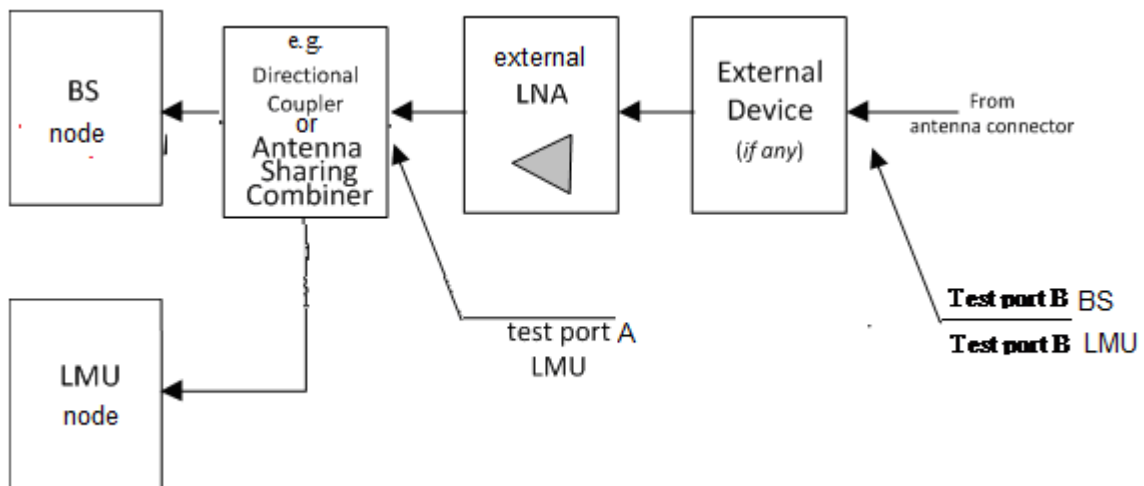 BS
node
e.g.
Directional
Coupler
or
Antenna
Sharing
Combiner
external
LNA
External
Device
(if any)
From
antenna connector
LMU
node
test port A
LMU
Test port B BS
Test port B LMU